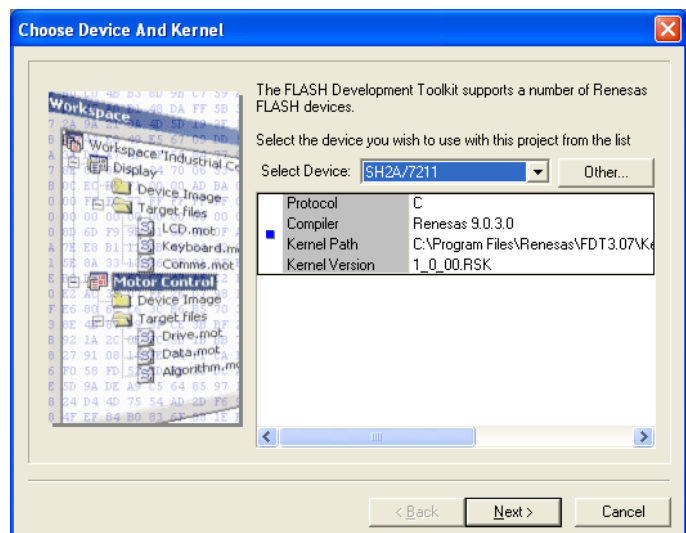 Choose Device And Kernel
The FLASH Development Toolkit supports a number of Renesas
FLASH devices.
Select the device you wish to use with this project from the list
Select Device: SH2A/7211 Other...
Protocol C
Compiler Renesas 9.0.3.0
Kernel Path C:\Program Files\Renesas\FDT3.07\Ke
Kernel Version 1_0_00.RSK
Workspace
Workspace "Industrial Co
Display
Device Image
Target files
LCD.mot
Keyboard.m
Comms.mot
Motor Control
Device Image
Target files
Drive.mot
Data.mot
Algorithm.mo
< Back Next > Cancel